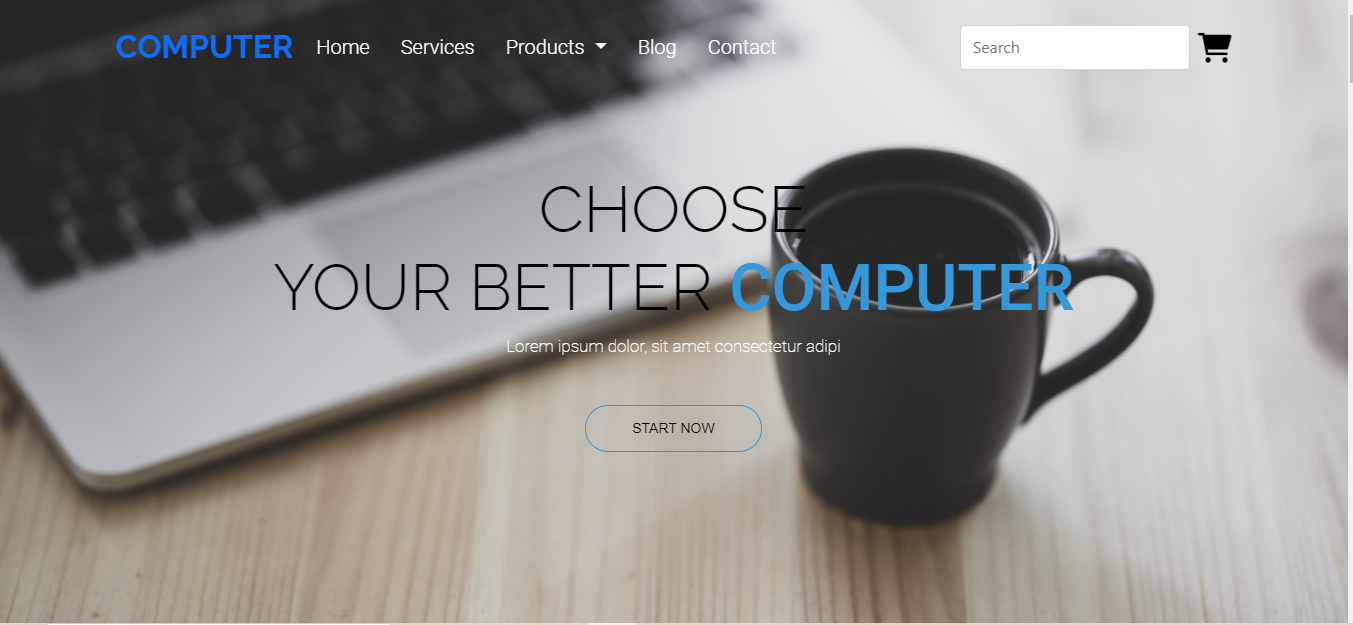 COMPUTER Home Services Products Blog Contact Search
CHOOSE
YOUR BETTER COMPUTER
Lorem ipsum dolor, sit amet consectetur adipi
START NOW